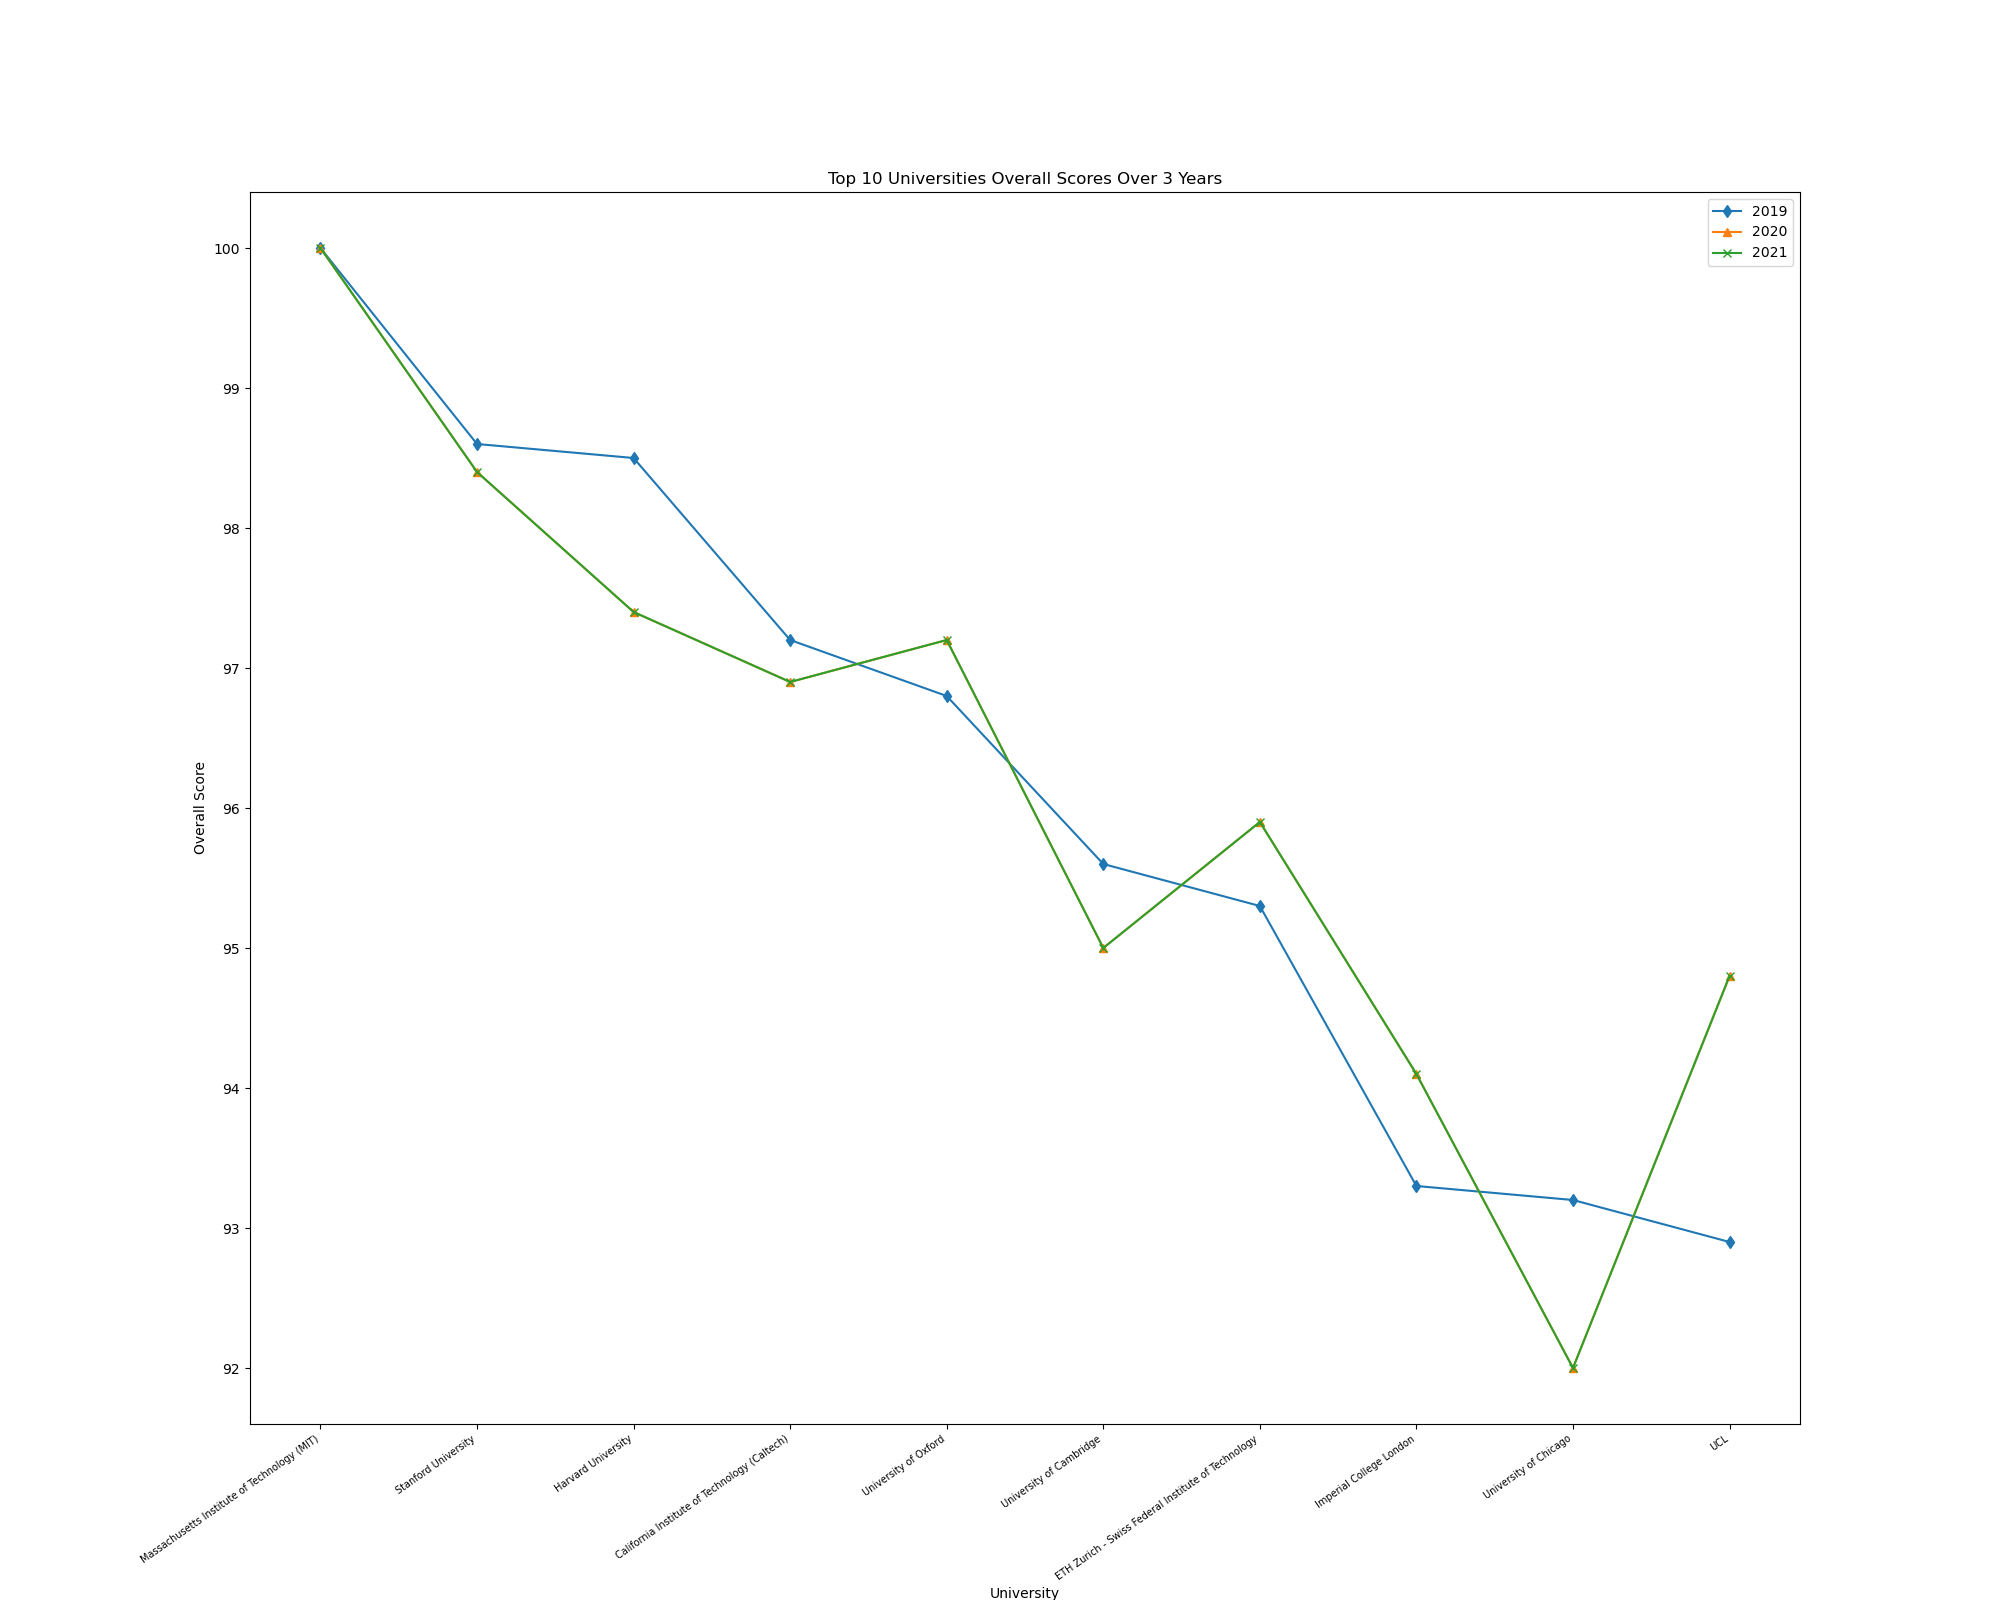 Top 10 Universities Overall Scores Over 3 Years
2019
2020
2021
100
99
98
97
96
95
94
93
92
Overall Score
Massachusetts Institute of Technology (MIT)
Stanford University
Harvard University
California Institute of Technology (Caltech)
University of Oxford
University of Cambridge
ETH Zurich - Swiss Federal Institute of Technology
Imperial College London
University of Chicago
UCL
University